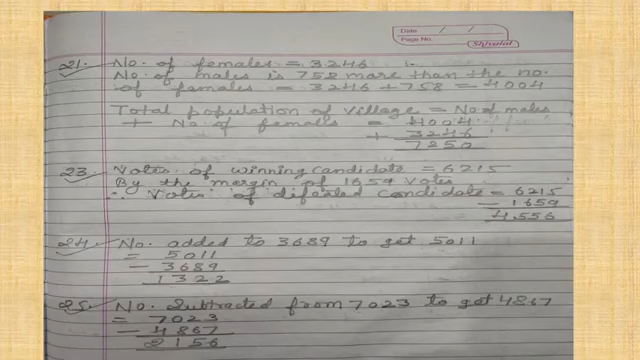 Date / /
Page No.
Shivalal
21. No. of females = 3246
No. of males is 758 more than the no.
of females = 3246 + 758 = 4004
Total population of village = No of males
+ No. of females = 4004
+ 3246
7250
23. Votes of winning candidate = 6215
By the margin of 1659 votes
∴ Votes of difeated candidate = 6215
- 1659
4556
24. No. added to 3689 to get 5011
= 5011
- 3689
1322
25. No. Subtracted from 7023 to get 4867
= 7023
- 4867
2156